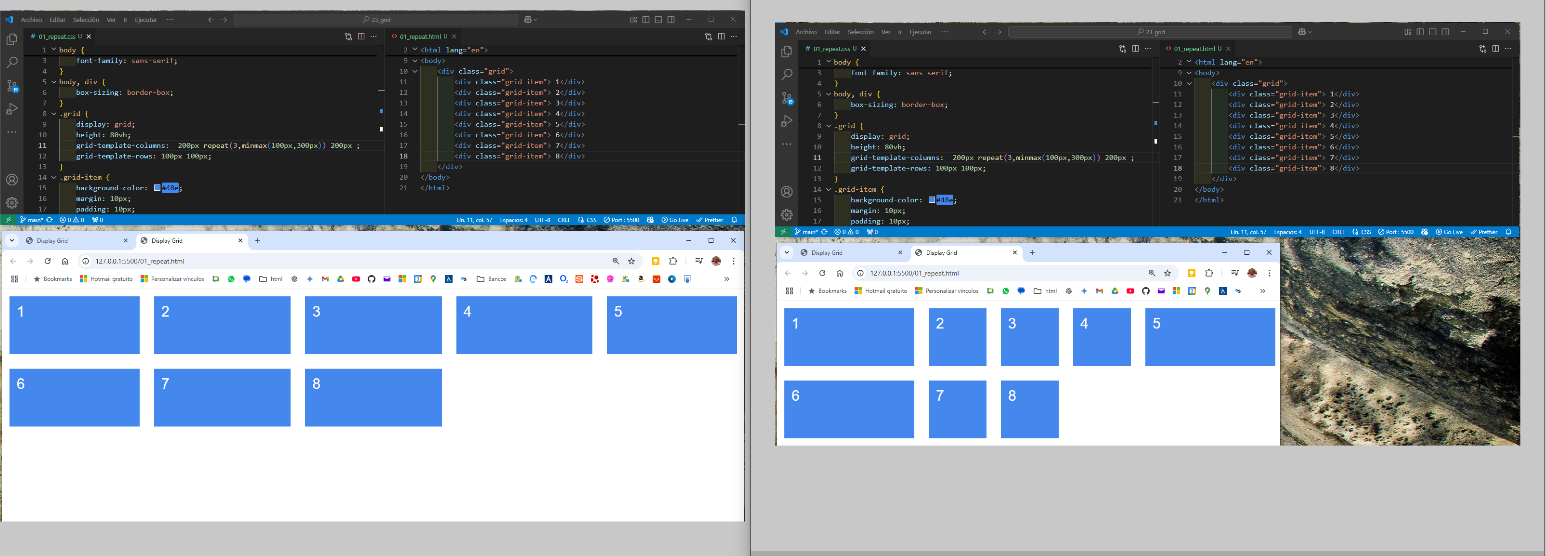 Archivo Editar Selección Ver Ir Ejecutar ··· 23_grid
# 01_repeat.css U ×
<> 01_repeat.html U ×
1 body {
3 font-family: sans-serif;
4 }
5 body, div {
6 box-sizing: border-box;
7 }
8 .grid {
9 display: grid;
10 height: 80vh;
11 grid-template-columns: 200px repeat(3,minmax(100px,300px)) 200px ;
12 grid-template-rows: 100px 100px;
13 }
14 .grid-item {
15 background-color: #48e;
16 margin: 10px;
17 padding: 10px;
2 <html lang="en">
9 <body>
10 <div class="grid">
11 <div class="grid-item"> 1</div>
12 <div class="grid-item"> 2</div>
13 <div class="grid-item"> 3</div>
14 <div class="grid-item"> 4</div>
15 <div class="grid-item"> 5</div>
16 <div class="grid-item"> 6</div>
17 <div class="grid-item"> 7</div>
18 <div class="grid-item"> 8</div>
19 </div>
20 </body>
21 </html>
main* 0 0 0 Lín. 11, col. 57 Espacios: 4 UTF-8 CRLF CSS Port : 5500 Go Live Prettier
Display Grid × Display Grid × +
127.0.0.1:5500/01_repeat.html
Bookmarks Hotmail gratuito Personalizar vínculos html Bancos »
1 2 3 4 5
6 7 8
Archivo Editar Selección Ver Ir Ejecutar ··· 23_grid
# 01_repeat.css U ×
<> 01_repeat.html U ×
1 body {
3 font-family: sans-serif;
4 }
5 body, div {
6 box-sizing: border-box;
7 }
8 .grid {
9 display: grid;
10 height: 80vh;
11 grid-template-columns: 200px repeat(3,minmax(100px,300px)) 200px ;
12 grid-template-rows: 100px 100px;
13 }
14 .grid-item {
15 background-color: #48e;
16 margin: 10px;
17 padding: 10px;
2 <html lang="en">
9 <body>
10 <div class="grid">
11 <div class="grid-item"> 1</div>
12 <div class="grid-item"> 2</div>
13 <div class="grid-item"> 3</div>
14 <div class="grid-item"> 4</div>
15 <div class="grid-item"> 5</div>
16 <div class="grid-item"> 6</div>
17 <div class="grid-item"> 7</div>
18 <div class="grid-item"> 8</div>
19 </div>
20 </body>
21 </html>
main* 0 0 0 Lín. 11, col. 57 Espacios: 4 UTF-8 CRLF CSS Port : 5500 Go Live Prettier
Display Grid × Display Grid × +
127.0.0.1:5500/01_repeat.html
Bookmarks Hotmail gratuito Personalizar vínculos html »
1 2 3 4 5
6 7 8